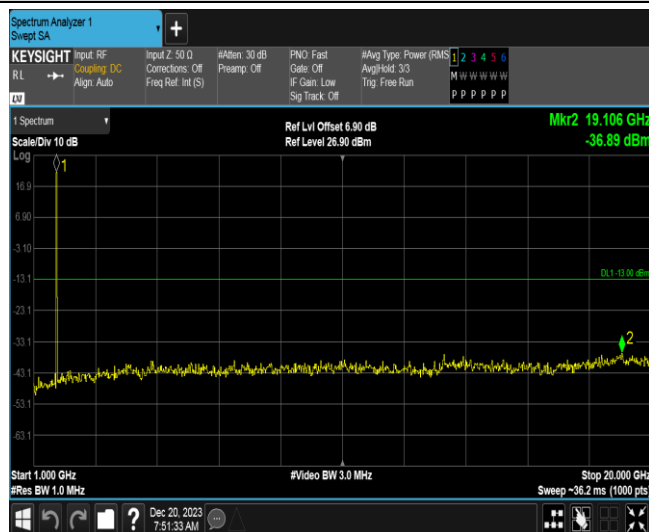 Spectrum Analyzer 1
Swept SA
+
KEYSIGHT Input: RF Input Z: 50 Ω #Atten: 30 dB PNO: Fast #Avg Type: Power (RMS 1 2 3 4 5 6
RL Coupling: DC Corrections: Off Preamp: Off Gate: Off Avg|Hold: 3/3 M W W W W W
Align: Auto Freq Ref: Int (S) IF Gain: Low Trig: Free Run
LXI Sig Track: Off P P P P P P
1 Spectrum Ref Lvl Offset 6.90 dB Mkr2 19.106 GHz
Scale/Div 10 dB Ref Level 26.90 dBm -36.89 dBm
Log
1
16.9
6.90
-3.10
-13.1
DL1 -13.00 dBm
-23.1
-33.1
2
-43.1
-53.1
-63.1
Start 1.000 GHz #Video BW 3.0 MHz Stop 20.000 GHz
#Res BW 1.0 MHz Sweep ~36.2 ms (1000 pts)
? Dec 20, 2023
7:51:33 AM